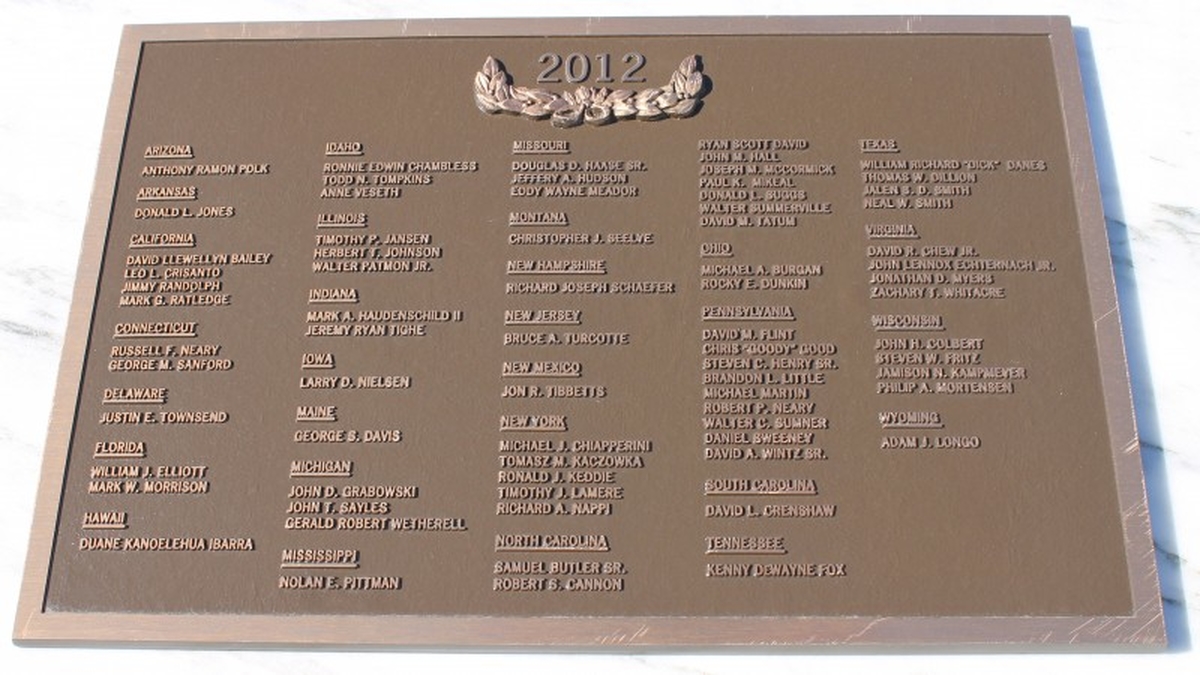 2012
ARIZONA
ANTHONY RAMON POLK
ARKANSAS
DONALD L. JONES
CALIFORNIA
DAVID LLEWELLYN BAILEY
LEO L. CRISANTO
JIMMY RANDOLPH
MARK G. RATLEDGE
CONNECTICUT
RUSSELL F. NEARY
GEORGE M. SANFORD
DELAWARE
JUSTIN E. TOWNSEND
FLORIDA
WILLIAM J. ELLIOTT
MARK W. MORRISON
HAWAII
DUANE KANOELEHUA IBARRA
IDAHO
RONNIE EDWIN CHAMBLESS
TODD N. TOMPKINS
ANNE VESETH
ILLINOIS
TIMOTHY P. JANSEN
HERBERT T. JOHNSON
WALTER PATMON JR.
INDIANA
MARK A. HAUDENSCHILD II
JEREMY RYAN TIGHE
IOWA
LARRY D. NIELSEN
MAINE
GEORGE S. DAVIS
MICHIGAN
JOHN D. GRABOWSKI
JOHN T. SAYLES
GERALD ROBERT WETHERELL
MISSISSIPPI
NOLAN E. PITTMAN
MISSOURI
DOUGLAS D. HAASE SR.
JEFFERY A. HUDSON
EDDY WAYNE MEADOR
MONTANA
CHRISTOPHER J. SEELYE
NEW HAMPSHIRE
RICHARD JOSEPH SCHAEFER
NEW JERSEY
BRUCE A. TURCOTTE
NEW MEXICO
JON R. TIBBETTS
NEW YORK
MICHAEL J. CHIAPPERINI
TOMASZ M. KACZOWKA
RONALD J. KEDDIE
TIMOTHY J. LAMERE
RICHARD A. NAPPI
NORTH CAROLINA
SAMUEL BUTLER SR.
ROBERT S. CANNON
RYAN SCOTT DAVID
JOHN M. HALL
JOSEPH M. MCCORMICK
PAUL K. MIKEAL
DONALD L. SUGGS
WALTER SUMMERVILLE
DAVID M. TATUM
OHIO
MICHAEL A. BURGAN
ROCKY E. DUNKIN
PENNSYLVANIA
DAVID M. FLINT
CHRIS "GOODY" GOOD
STEVEN C. HENRY SR.
BRANDON L. LITTLE
MICHAEL MARTIN
ROBERT P. NEARY
WALTER C. SUMNER
DANIEL SWEENEY
DAVID A. WINTZ SR.
SOUTH CAROLINA
DAVID L. CRENSHAW
TENNESSEE
KENNY DEWAYNE FOX
TEXAS
WILLIAM RICHARD "DICK" DANES
THOMAS W. DILLION
JALEN S. D. SMITH
NEAL W. SMITH
VIRGINIA
DAVID R. CHEW JR.
JOHN LENNOX ECHTERNACH JR.
JONATHAN D. MYERS
ZACHARY T. WHITACRE
WISCONSIN
JOHN H. COLBERT
STEVEN W. FRITZ
JAMISON N. KAMPMEYER
PHILIP A. MORTENSEN
WYOMING
ADAM J. LONGO